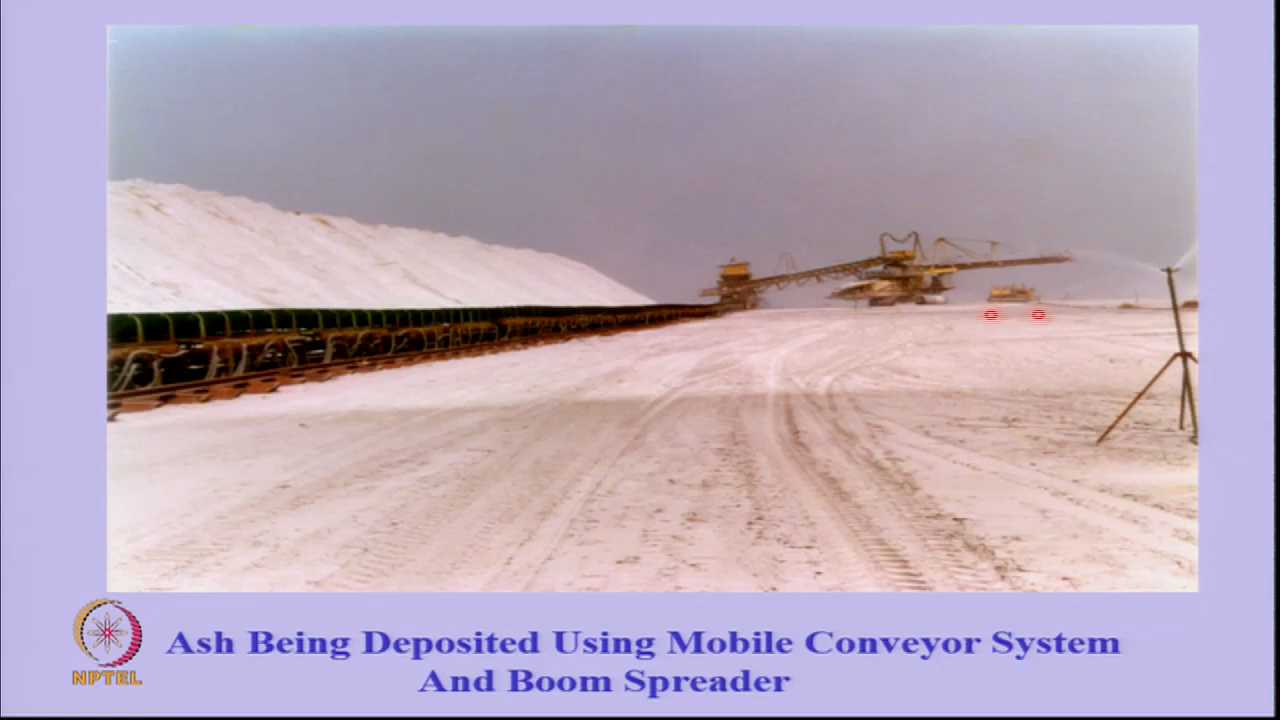 Ash Being Deposited Using Mobile Conveyor System
And Boom Spreader
NPTEL